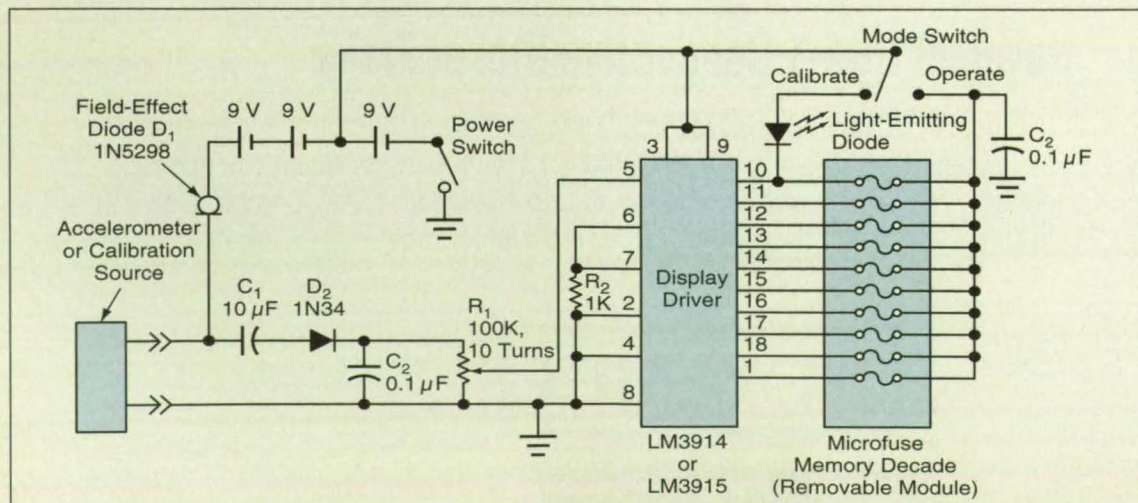 Mode Switch
Calibrate
Operate
Field-Effect
Diode D1
1N5298
9 V
9 V
9 V
Power
Switch
Light-Emitting
Diode
C2
0.1 µF
3
9
Accelerometer
or Calibration
Source
C1
10 µF
D2
1N34
R1
100K,
10 Turns
C2
0.1 µF
R2
1K
5
6
7
2
4
8
Display
Driver
10
11
12
13
14
15
16
17
18
1
LM3914
or
LM3915
Microfuse
Memory Decade
(Removable Module)